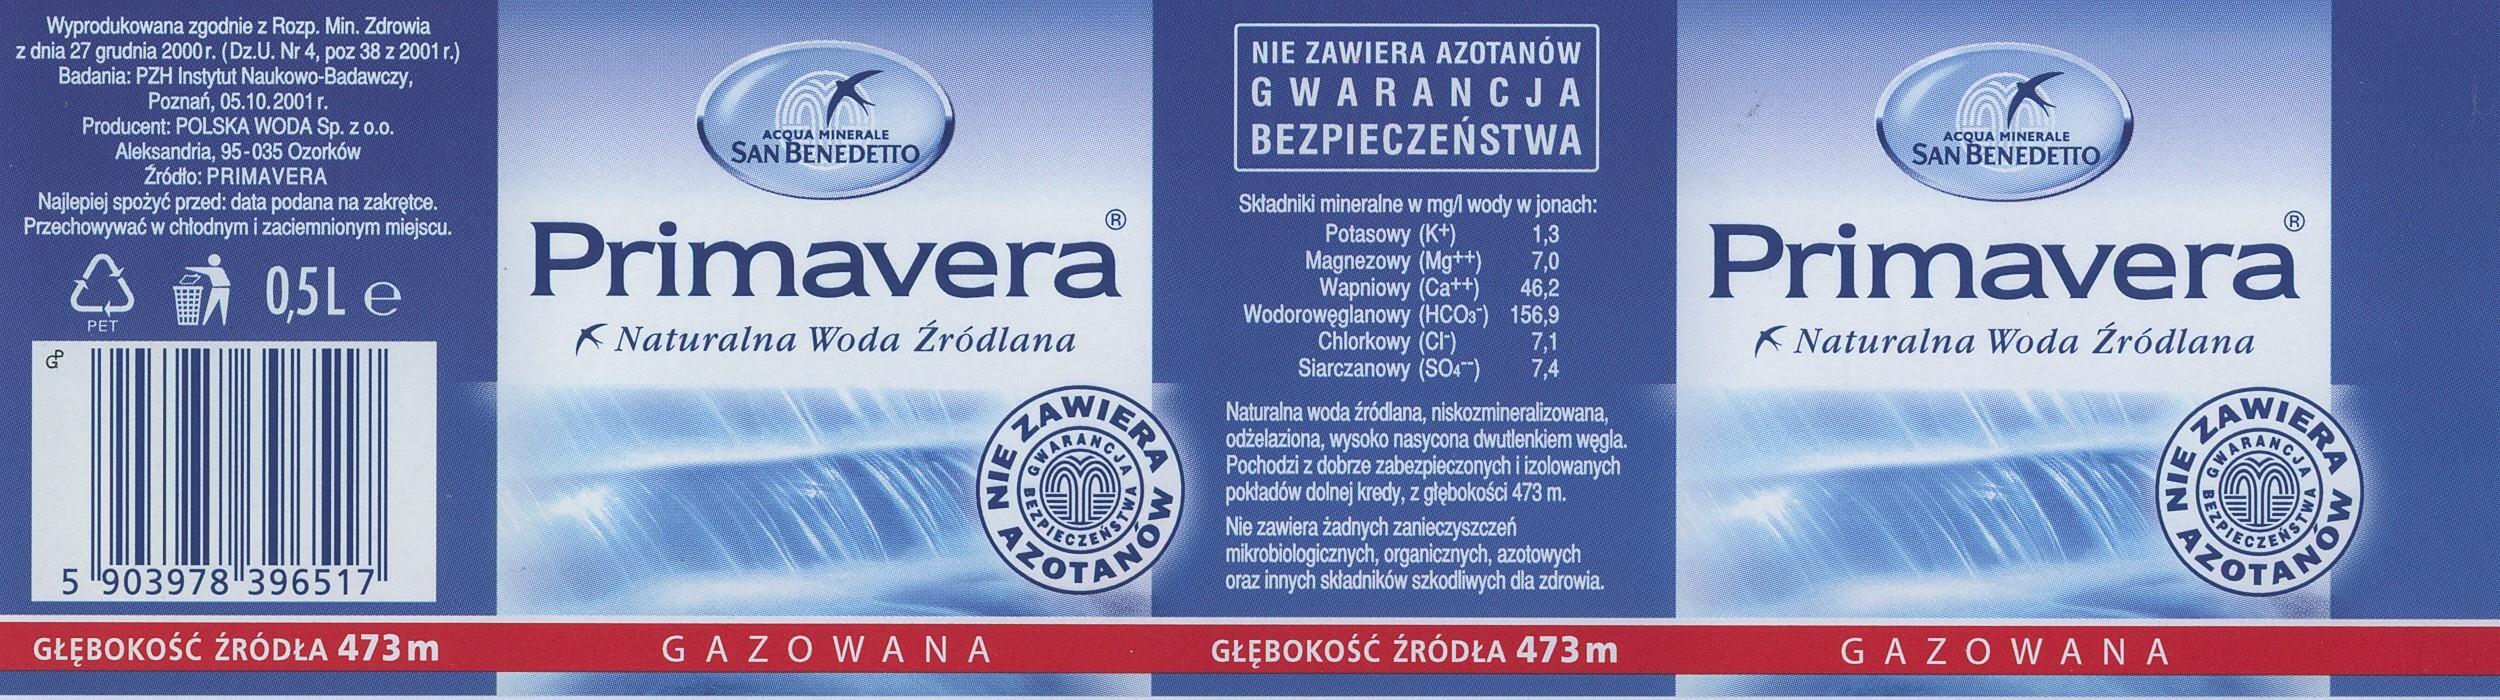 Wyprodukowana zgodnie z Rozp. Min. Zdrowia
z dnia 27 grudnia 2000 r. (Dz.U. Nr 4, poz 38 z 2001 r.)
Badania: PZH Instytut Naukowo-Badawczy,
Poznań, 05.10.2001 r.
Producent: POLSKA WODA Sp. z o.o.
Aleksandria, 95-035 Ozorków
Źródło: PRIMAVERA
Najlepiej spożyć przed: data podana na zakrętce.
Przechowywać w chłodnym i zaciemnionym miejscu.
PET
0,5L e
GP
5 903978 396517
GŁĘBOKOŚĆ ŹRÓDŁA 473 m
ACQUA MINERALE
SAN BENEDETTO
Primavera®
Naturalna Woda Źródlana
NIE ZAWIERA AZOTANÓW
GWARANCJA BEZPIECZEŃSTWA
GAZOWANA
NIE ZAWIERA AZOTANÓW
GWARANCJA
BEZPIECZEŃSTWA
Składniki mineralne w mg/l wody w jonach:
Potasowy (K+) 1,3
Magnezowy (Mg++) 7,0
Wapniowy (Ca++) 46,2
Wodorowęglanowy (HCO3-) 156,9
Chlorkowy (Cl-) 7,1
Siarczanowy (SO4--) 7,4
Naturalna woda źródlana, niskozmineralizowana,
odżelaziona, wysoko nasycona dwutlenkiem węgla.
Pochodzi z dobrze zabezpieczonych i izolowanych
pokładów dolnej kredy, z głębokości 473 m.
Nie zawiera żadnych zanieczyszczeń
mikrobiologicznych, organicznych, azotowych
oraz innych składników szkodliwych dla zdrowia.
GŁĘBOKOŚĆ ŹRÓDŁA 473 m
ACQUA MINERALE
SAN BENEDETTO
Primavera®
Naturalna Woda Źródlana
NIE ZAWIERA AZOTANÓW
GWARANCJA BEZPIECZEŃSTWA
GAZOWANA